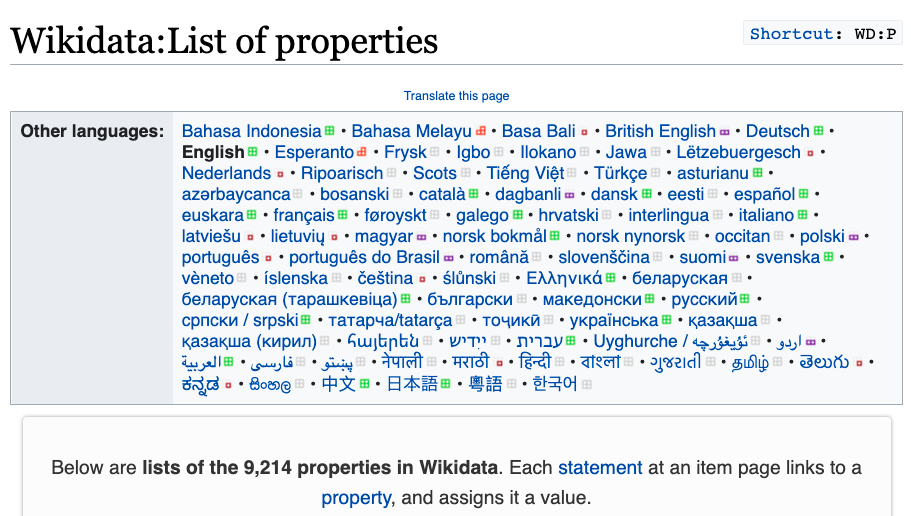 Wikidata:List of properties
Shortcut: WD:P
Translate this page
Other languages:
Bahasa Indonesia • Bahasa Melayu • Basa Bali • British English • Deutsch •
English • Esperanto • Frysk • Igbo • Ilokano • Jawa • Lëtzebuergesch •
Nederlands • Ripoarisch • Scots • Tiếng Việt • Türkçe • asturianu •
azərbaycanca • bosanski • català • dagbanli • dansk • eesti • español •
euskara • français • føroyskt • galego • hrvatski • interlingua • italiano •
latviešu • lietuvių • magyar • norsk bokmål • norsk nynorsk • occitan • polski •
português • português do Brasil • română • slovenščina • suomi • svenska •
vèneto • íslenska • čeština • ślůnski • Ελληνικά • беларуская •
беларуская (тарашкевіца) • български • македонски • русский •
српски / srpski • татарча/tatarça • тоҷикӣ • українська • қазақша •
қазақша (кирил) • հայերեն • ייִדיש • עברית • Uyghurche / ئۇيغۇرچە • اردو •
العربية • فارسی • پښتو • नेपाली • मराठी • हिन्दी • বাংলা • ગુજરાતી • தமிழ் • తెలుగు •
ಕನ್ನಡ • සිංහල • 中文 • 日本語 • 粵語 • 한국어
Below are lists of the 9,214 properties in Wikidata. Each statement at an item page links to a
property, and assigns it a value.